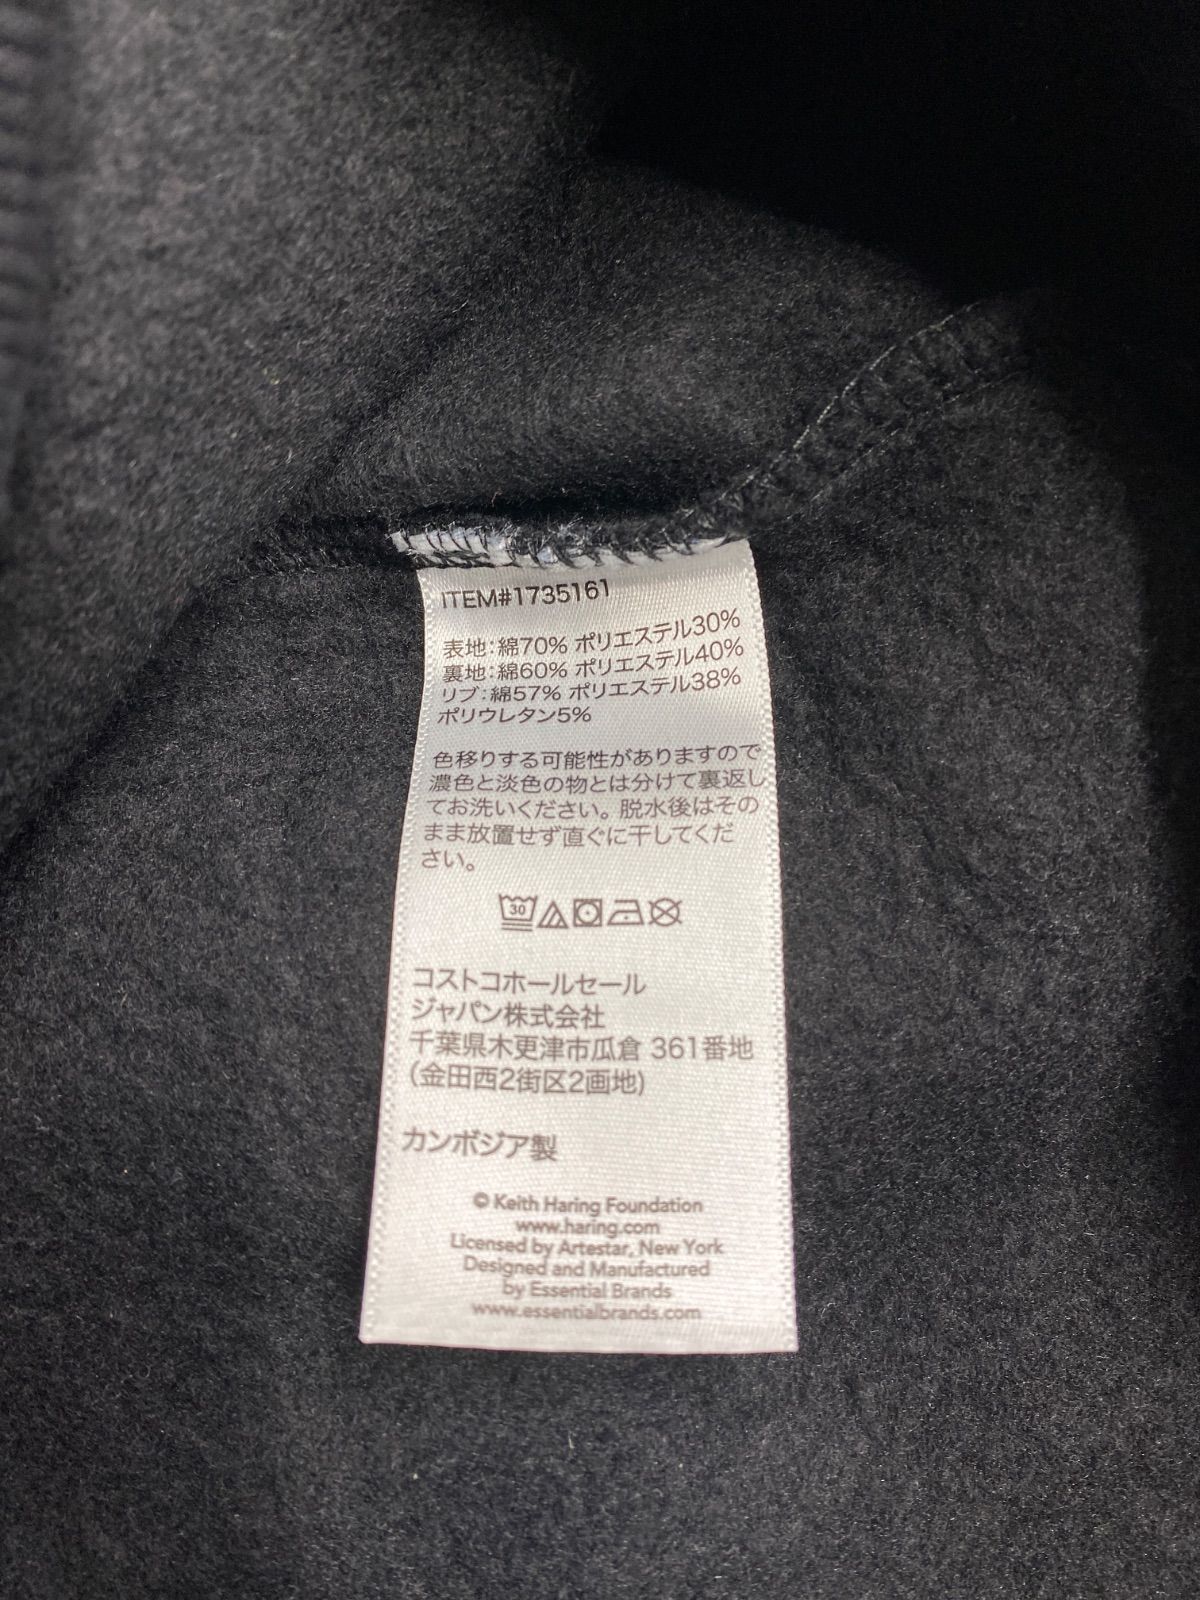 ITEM#1735161
表地:綿70% ポリエステル30%
裏地:綿60% ポリエステル40%
リブ:綿57% ポリエステル38%
ポリウレタン5%
色移りする可能性がありますので
濃色と淡色の物とは分けて裏返し
てお洗いください。脱水後はその
まま放置せず直ぐに干してくだ
さい。
30
コストコホールセール
ジャパン株式会社
千葉県木更津市瓜倉 361番地
(金田西2街区2画地)
カンボジア製
© Keith Haring Foundation
www.haring.com
Licensed by Artestar, New York
Designed and Manufactured
by Essential Brands
www.essentialbrands.com